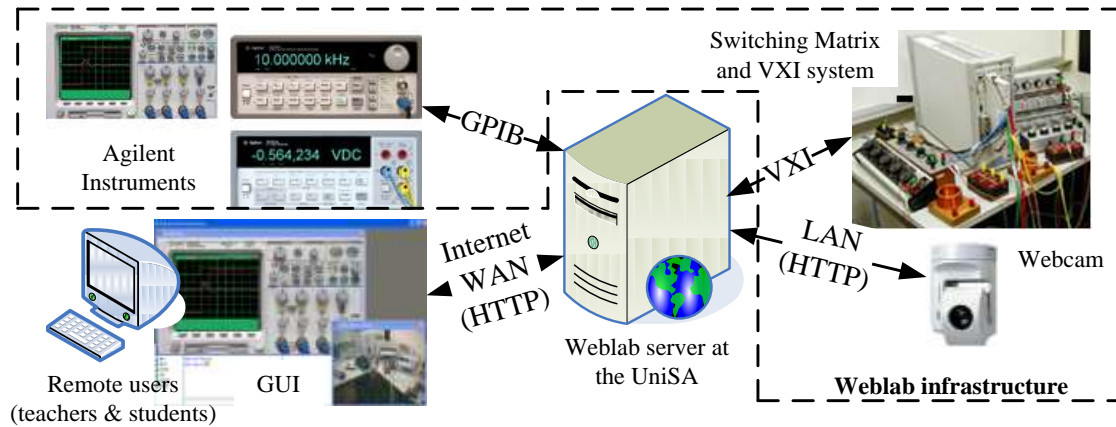 10.000000 kHz
-0.564,234 VDC
Agilent
Instruments
GPIB
Switching Matrix
and VXI system
VXI
LAN
(HTTP)
Webcam
Internet
WAN
(HTTP)
Weblab server at
the UniSA
Remote users
(teachers & students)
GUI
Weblab infrastructure